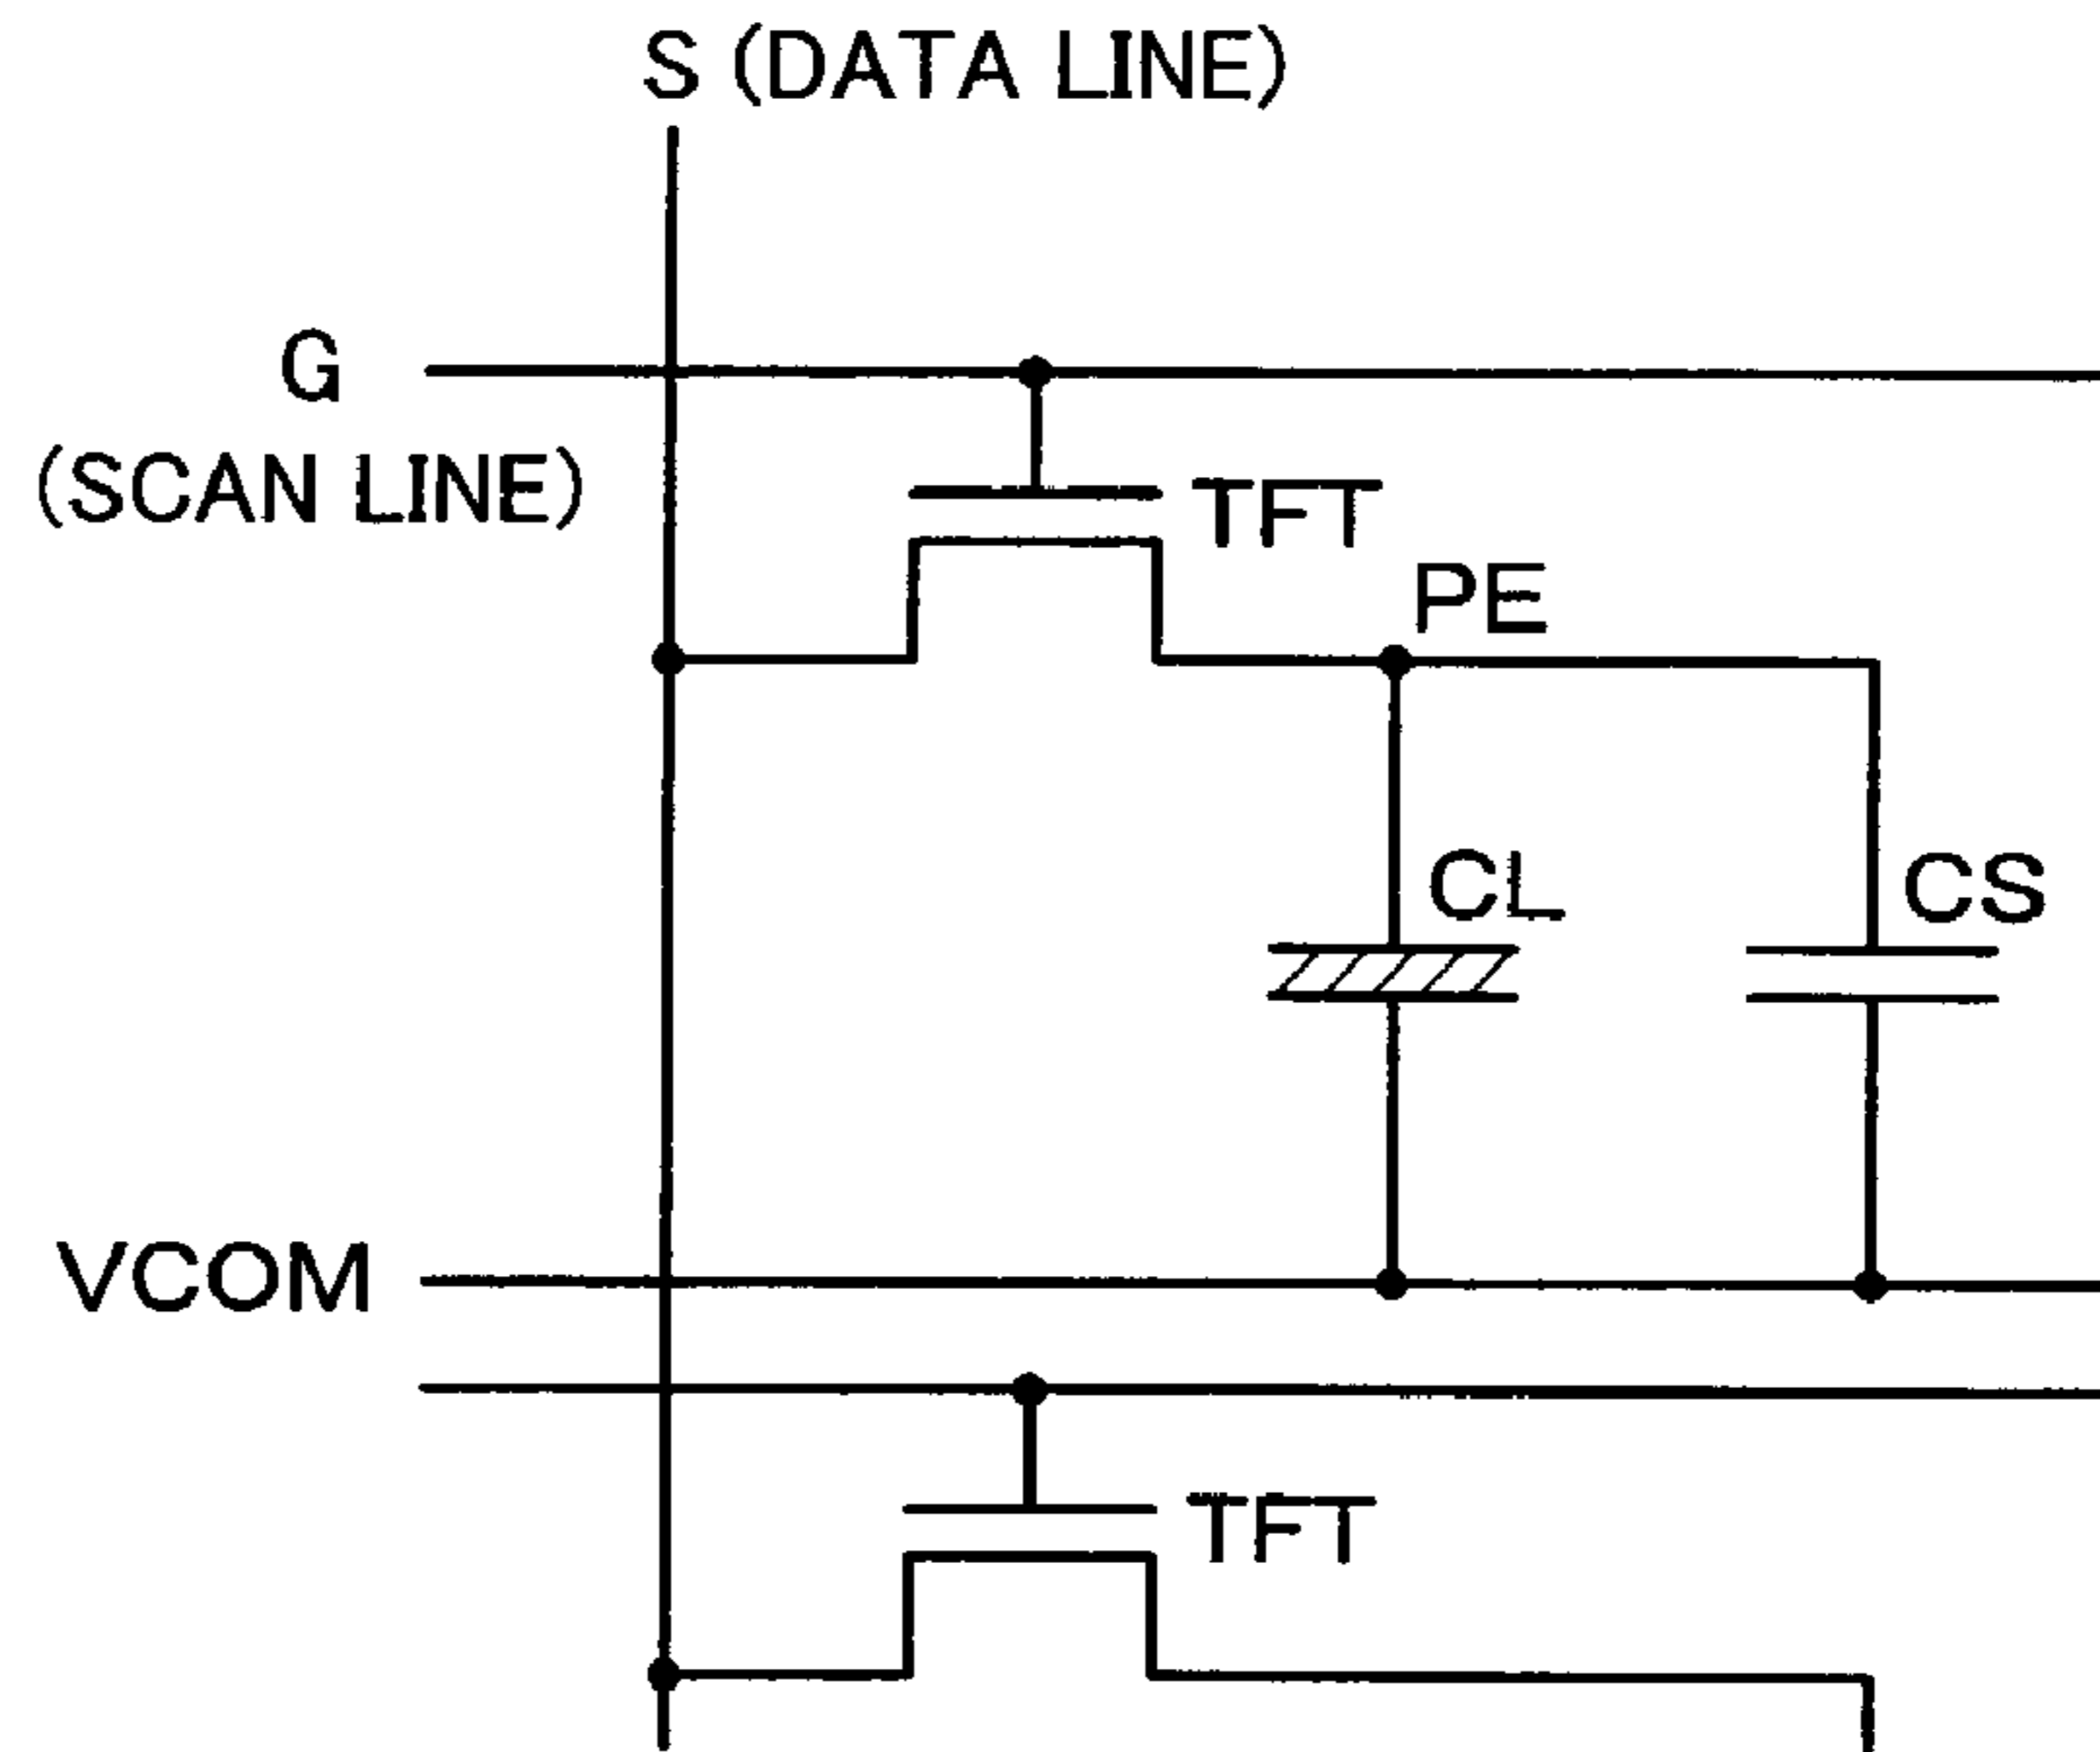 S (DATA LINE)
G
(SCAN LINE)
TFT
PE
CL
CS
VCOM
TFT